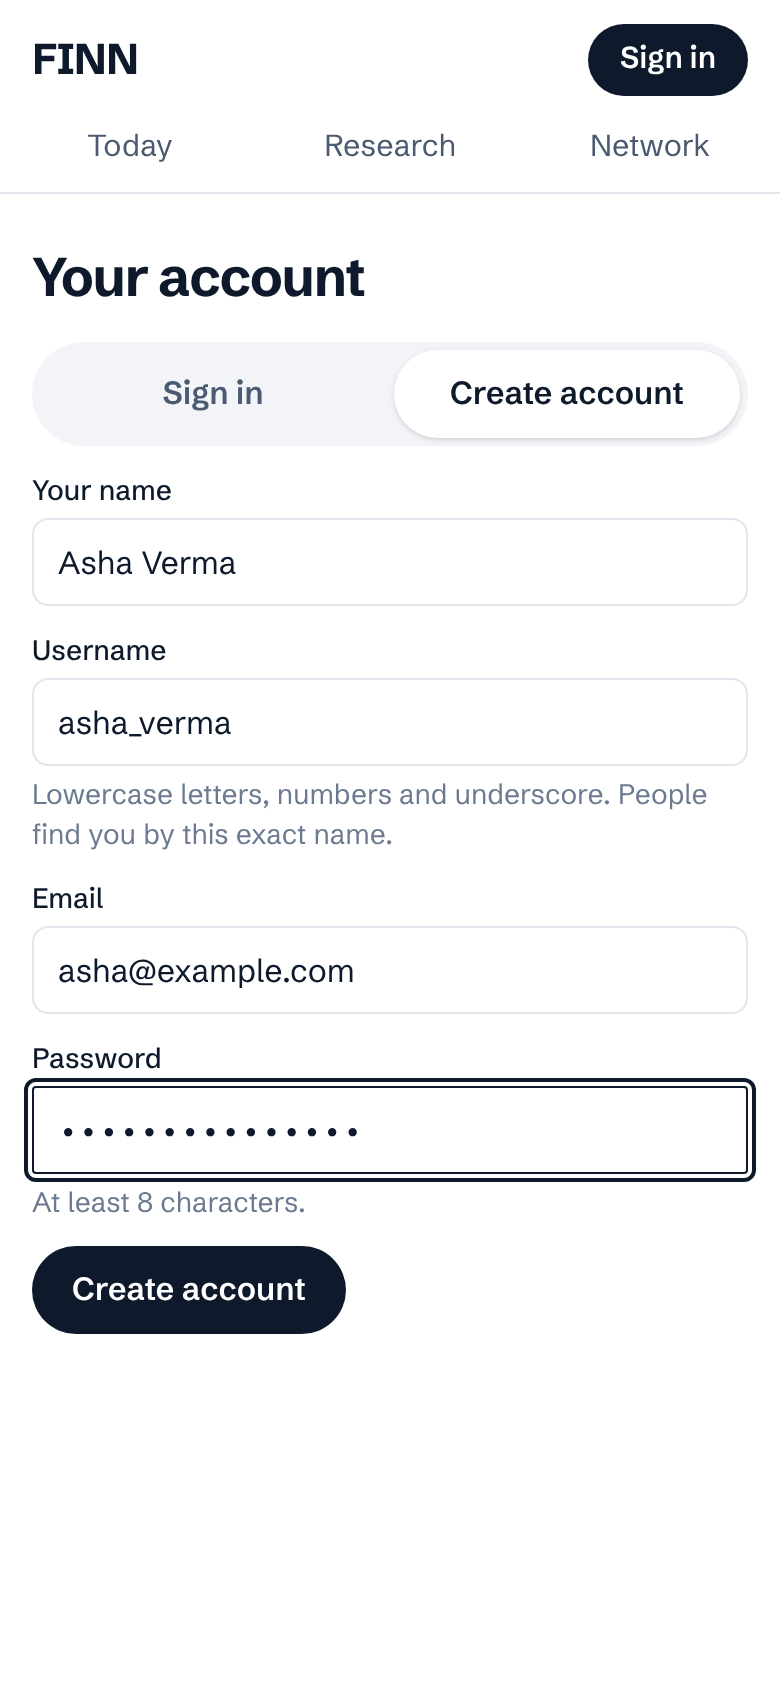 FINN
Sign in
Today
Research
Network
Your account
Sign in
Create account
Your name
Asha Verma
Username
asha_verma
Lowercase letters, numbers and underscore. People
find you by this exact name.
Email
asha@example.com
Password
•••••••••••••••
At least 8 characters.
Create account